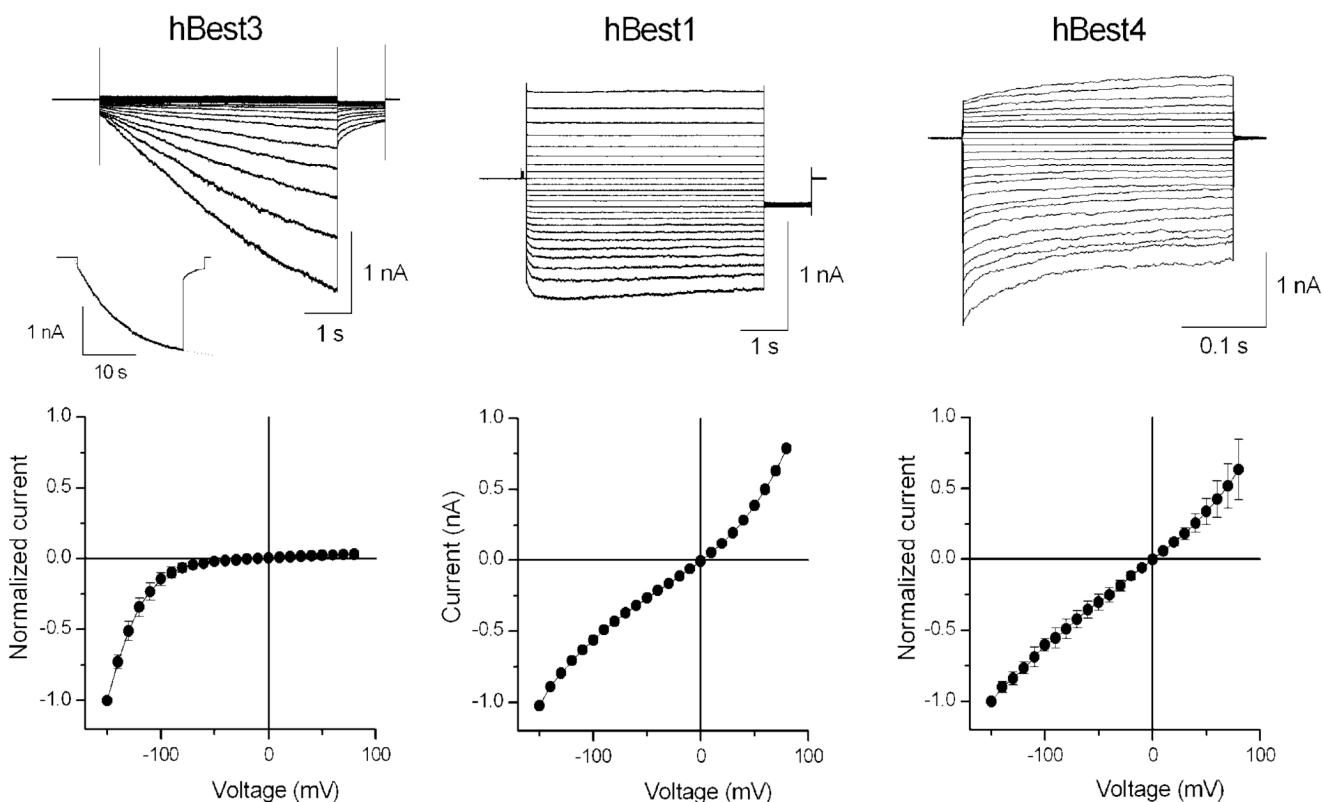 hBest3
hBest1
hBest4
1 nA
1 s
1 nA
10 s
1 nA
1 s
1 nA
0.1 s
Normalized current
1.0
0.5
0.0
-0.5
-1.0
-100
0
100
Voltage (mV)
Current (nA)
1.0
0.5
0.0
-0.5
-1.0
-100
0
100
Voltage (mV)
Normalized current
1.0
0.5
0.0
-0.5
-1.0
-100
0
100
Voltage (mV)